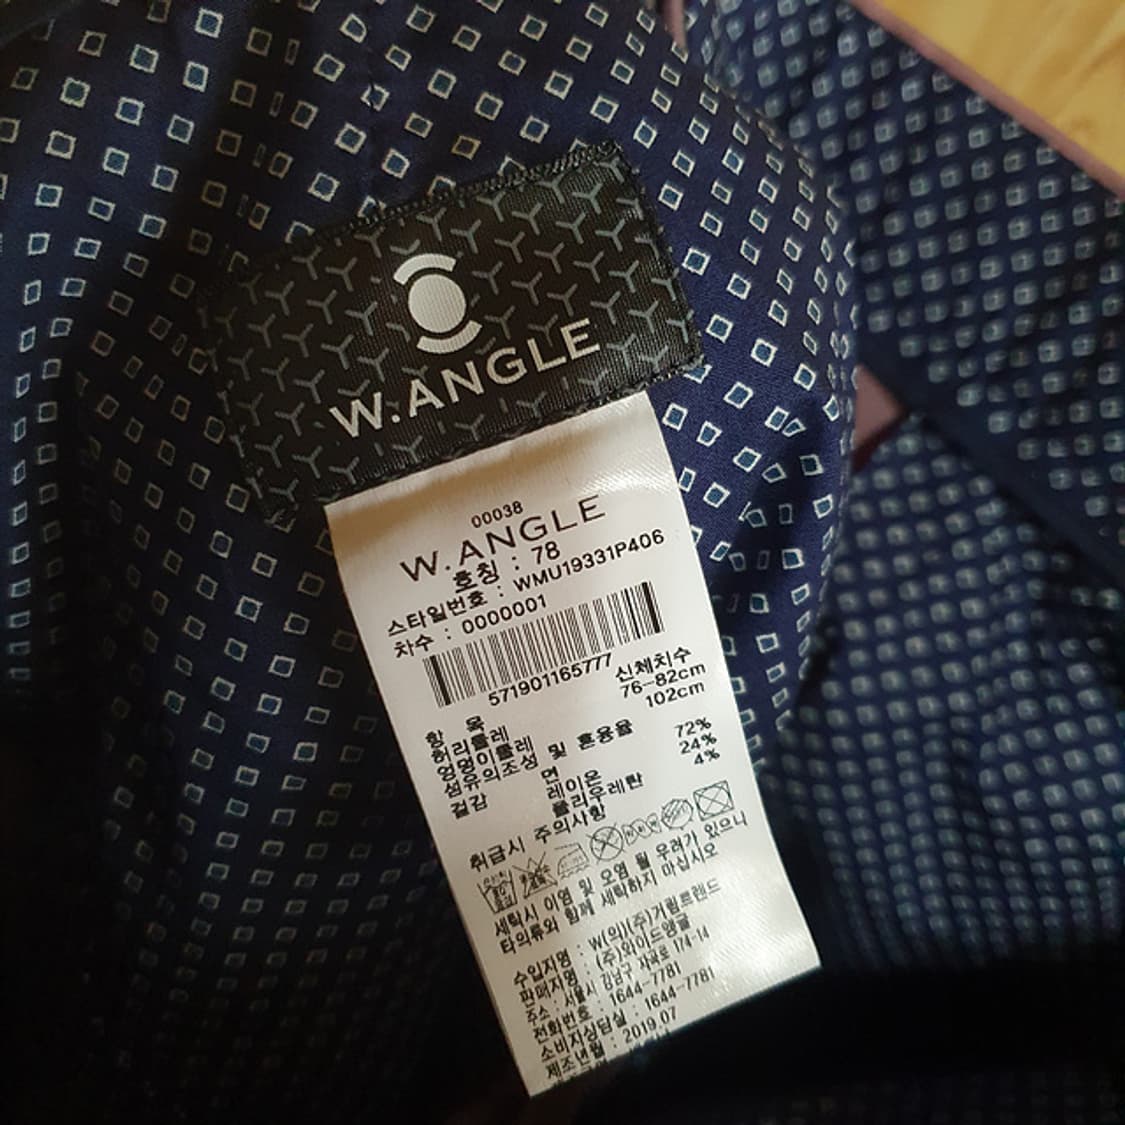 W.ANGLE
00038
W.ANGLE
호칭 : 78
스타일번호 : WMU19331P406
차수 : 0000001
571901165777
항 목 신체치수
허리둘레 76-82cm
엉덩이둘레 102cm
섬유의조성 및 혼용율
겉감 면 72%
레이온 24%
폴리우레탄 4%
취급시 주의사항
세탁시 이염 및 오염 될 우려가 있으니
타의류와 함께 세탁하지 마십시오
수입자명 : W(의)(주)거림트렌드
판매자명 : (주)와이드앵글
주소 : 서울시 강남구 자곡로 174-14
전화번호 : 1644-7781
소비자상담실 : 1644-7781
제조년월 : 2019.07